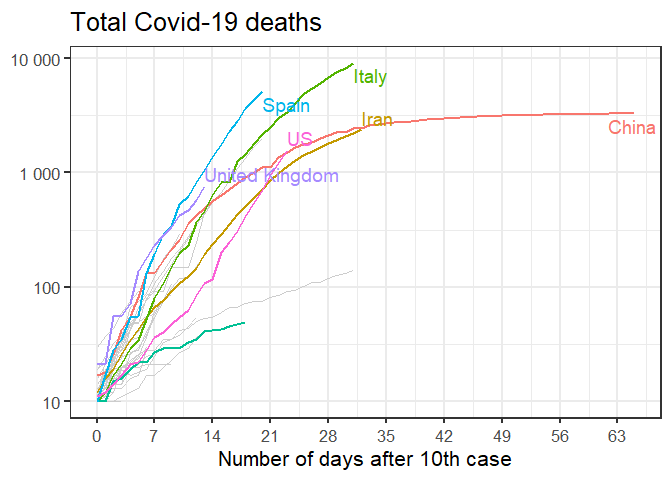 Total Covid-19 deaths
10 000
1 000
100
10
Italy
Spain
Iran
China
US
United Kingdom
0 7 14 21 28 35 42 49 56 63
Number of days after 10th case